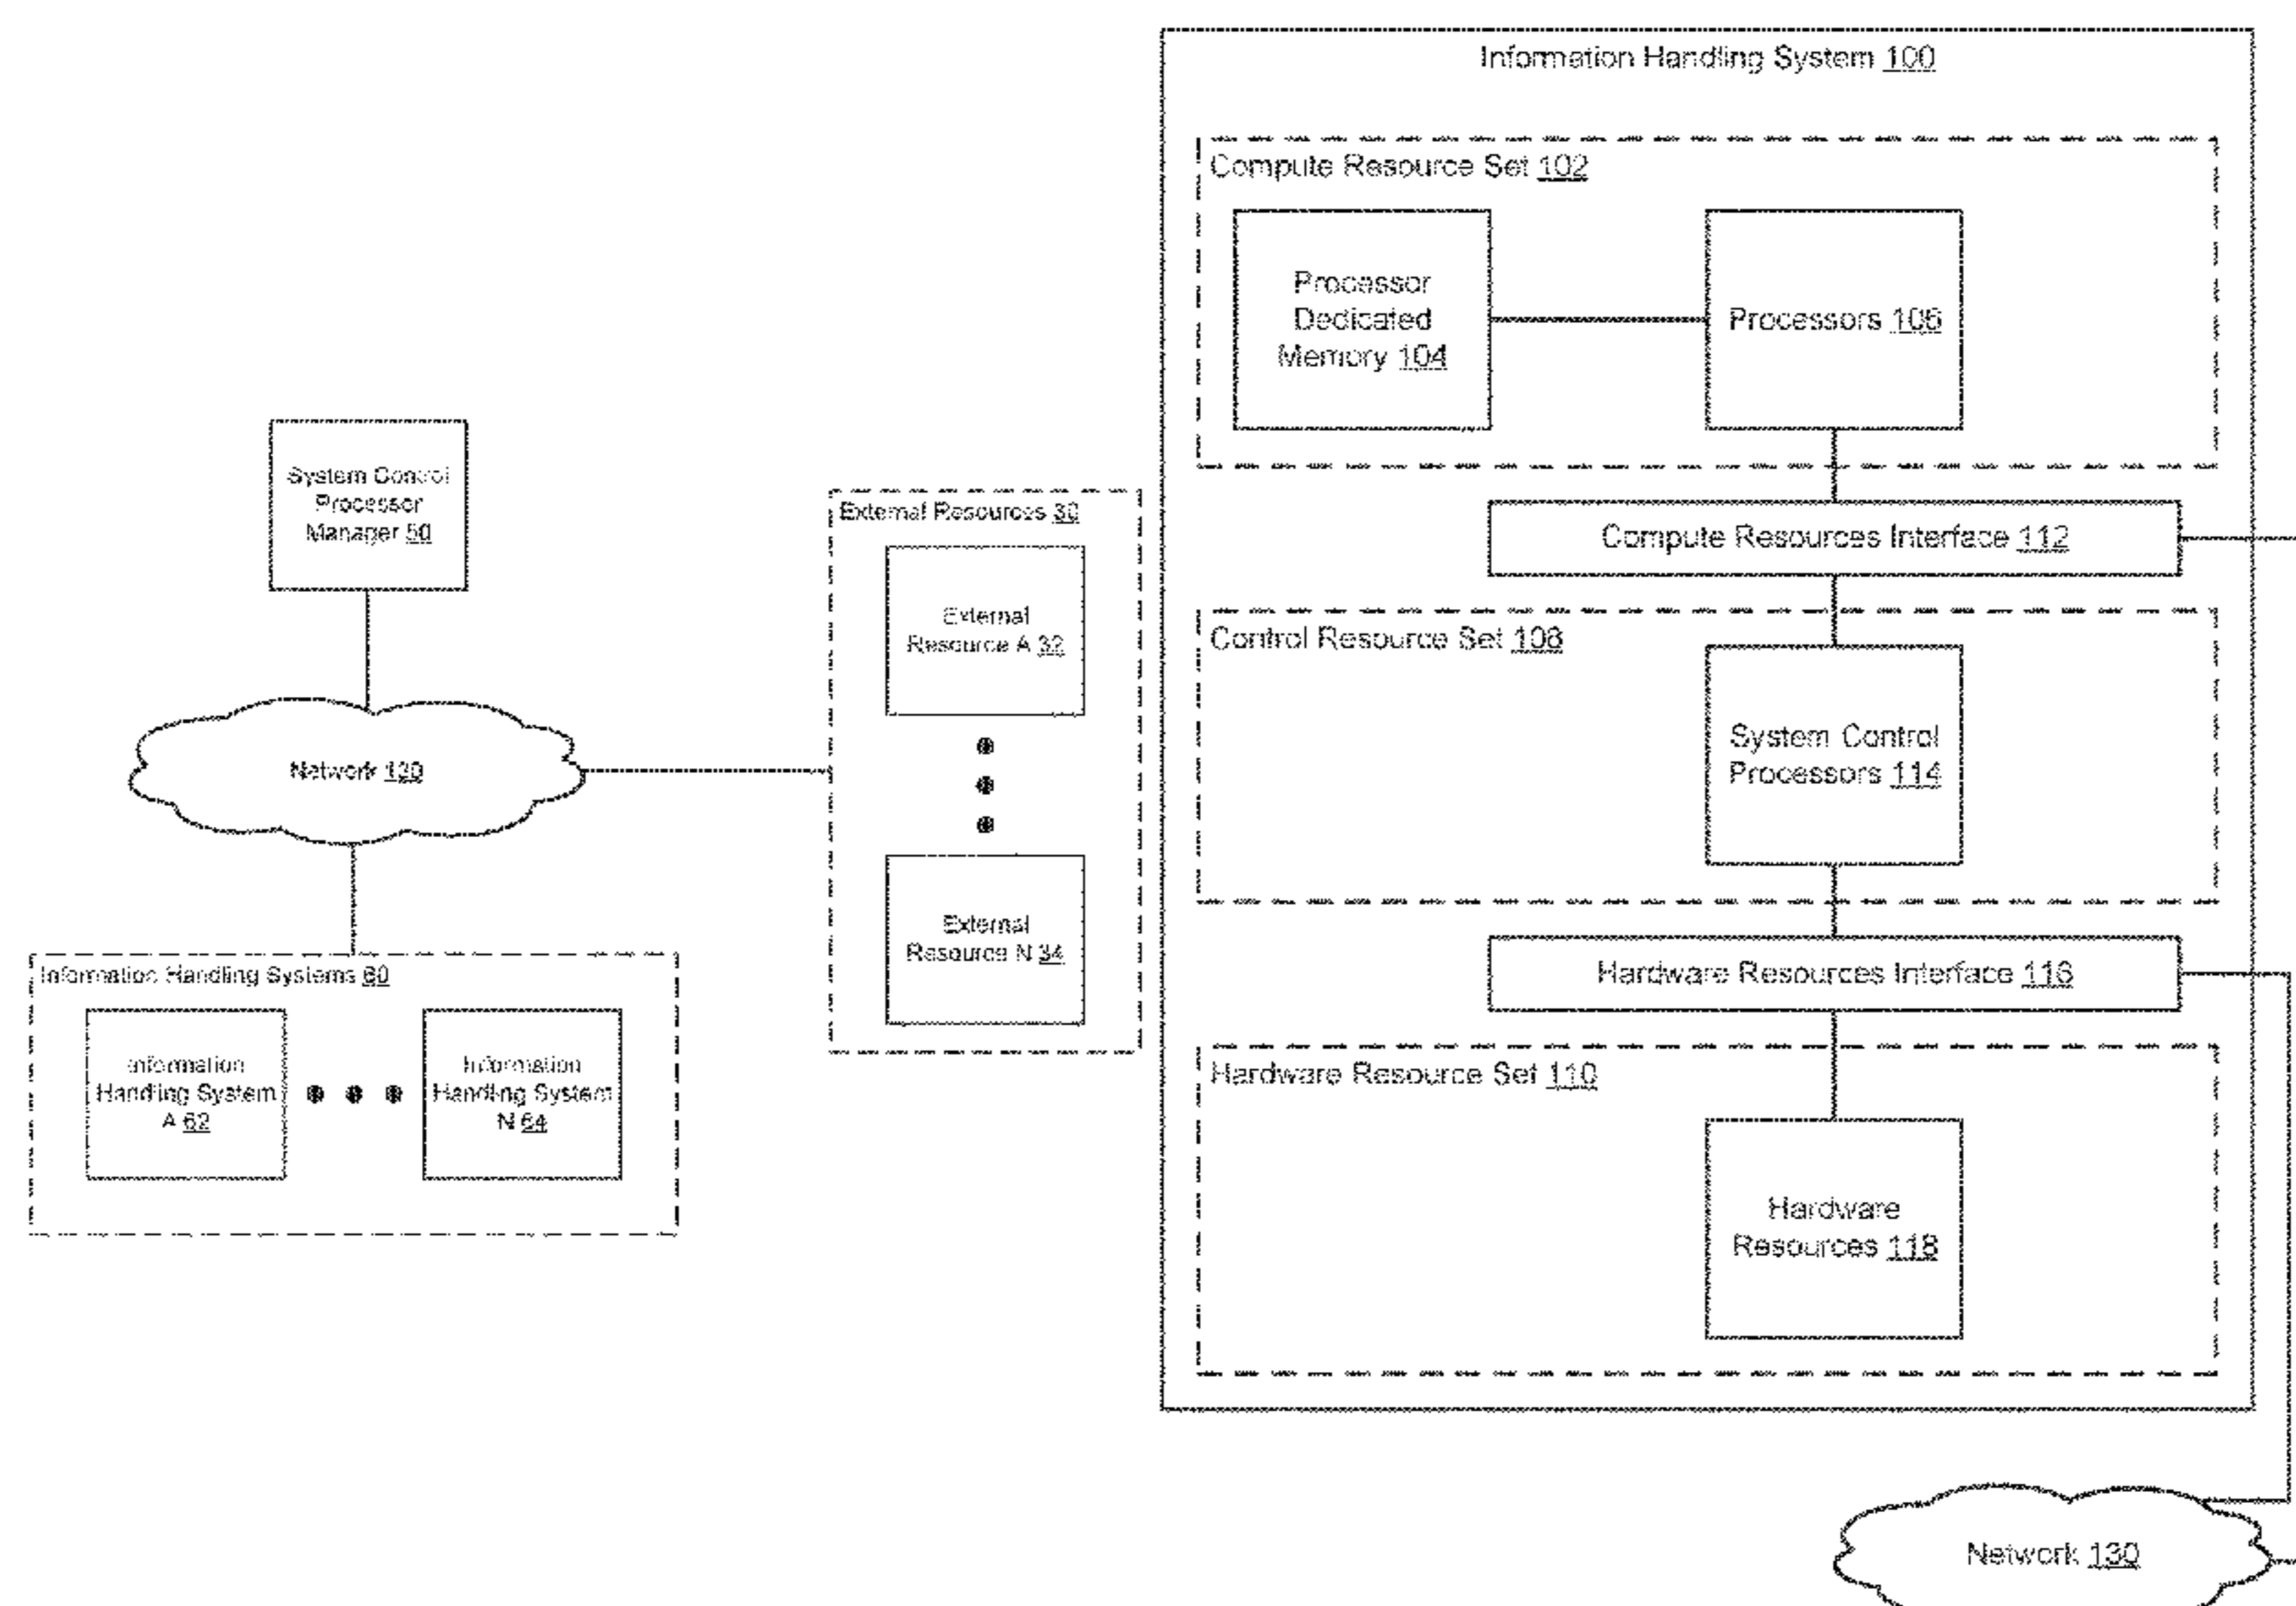 Information Handling System 100
Compute Resource Set 102
Processor
Dedicated
Memory 104
Processors 106
System Control
Processor
Manager 50
External Resources 30
Compute Resources Interface 112
External
Resource A 32
Control Resource Set 108
System Control
Processors 114
Network 130
External
Resource N 34
Hardware Resources Interface 116
Information Handling Systems 60
Information
Handling System
A 62
Information
Handling System
N 64
Hardware Resource Set 110
Hardware
Resources 118
Network 130